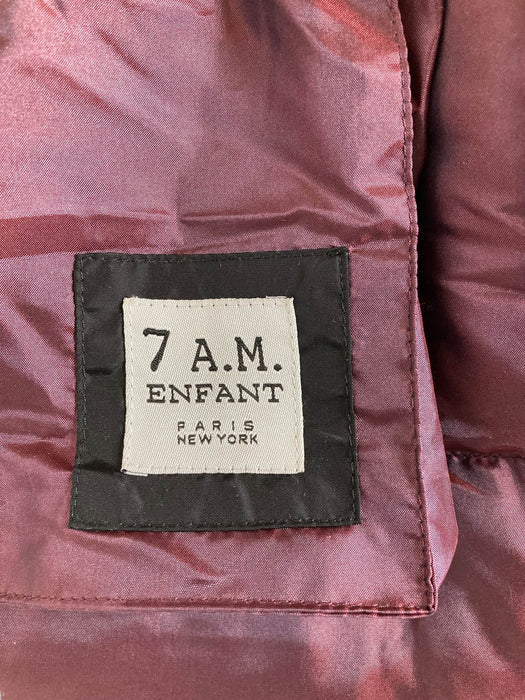 7 A.M.
ENFANT
PARIS
NEW YORK